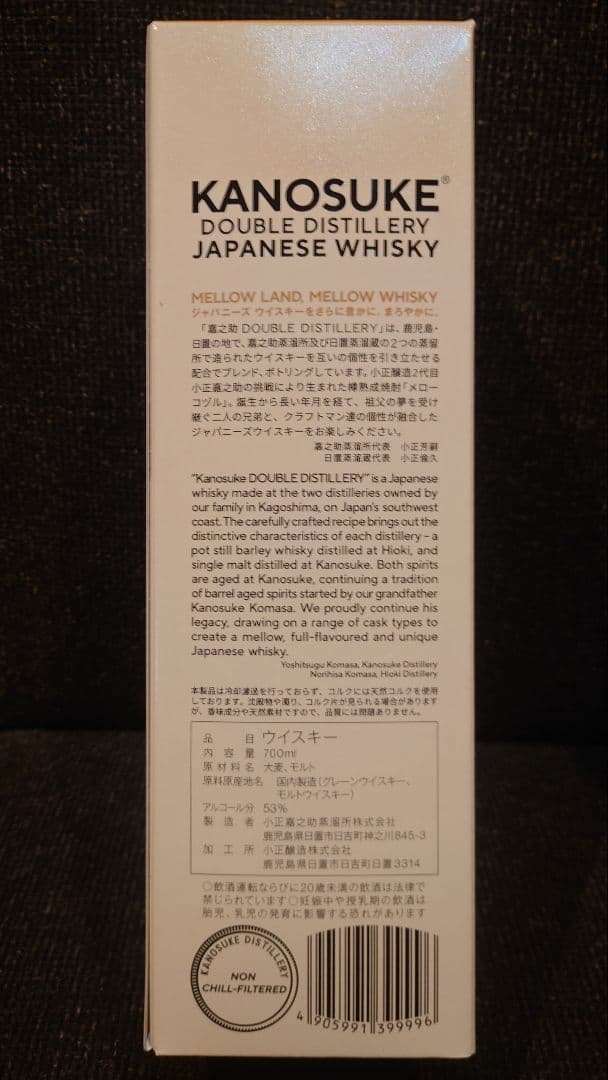 KANOSUKE®
DOUBLE DISTILLERY
JAPANESE WHISKY
MELLOW LAND, MELLOW WHISKY
ジャパニーズ ウイスキーをさらに豊かに、まろやかに。
「嘉之助 DOUBLE DISTILLERY」は、鹿児島・
日置の地で、嘉之助蒸溜所及び日置蒸溜蔵の2つの蒸留
所で造られたウイスキーを互いの個性を引き立たせる
配合でブレンド、ボトリングしています。小正醸造2代目
小正嘉之助の挑戦により生まれた樽熟成焼酎「メロー
コヅル」。誕生から長い年月を経て、祖父の夢を受け
継ぐ二人の兄弟と、クラフトマン達の個性が融合した
ジャパニーズウイスキーをお楽しみください。
嘉之助蒸溜所代表 小正芳嗣
日置蒸溜蔵代表 小正倫久
"Kanosuke DOUBLE DISTILLERY" is a Japanese
whisky made at the two distilleries owned by
our family in Kagoshima, on Japan's southwest
coast. The carefully crafted recipe brings out the
distinctive characteristics of each distillery – a
pot still barley whisky distilled at Hioki, and
single malt distilled at Kanosuke. Both spirits
are aged at Kanosuke, continuing a tradition
of barrel aged spirits started by our grandfather
Kanosuke Komasa. We proudly continue his
legacy, drawing on a range of cask types to
create a mellow, full-flavoured and unique
Japanese whisky.
Yoshitsugu Komasa, Kanosuke Distillery
Norihisa Komasa, Hioki Distillery
本製品は冷却濾過を行っておらず、コルクには天然コルクを使用
しております。沈殿物や濁り、コルク片が見られる場合があります
が、香味成分や天然素材ですので、品質には問題ありません。
品 目 ウイスキー
内 容 量 700ml
原 材 料 名 大麦、モルト
原料原産地名 国内製造(グレーンウイスキー、
モルトウイスキー)
アルコール分 53%
製 造 者 小正嘉之助蒸溜所株式会社
鹿児島県日置市日吉町神之川845-3
加 工 所 小正醸造株式会社
鹿児島県日置市日吉町日置3314
○飲酒運転ならびに20歳未満の飲酒は法律で
禁じられています○妊娠中や授乳期の飲酒は
胎児、乳児の発育に影響する恐れがあります
KANOSUKE DISTILLERY
NON
CHILL-FILTERED
4 905991 399996